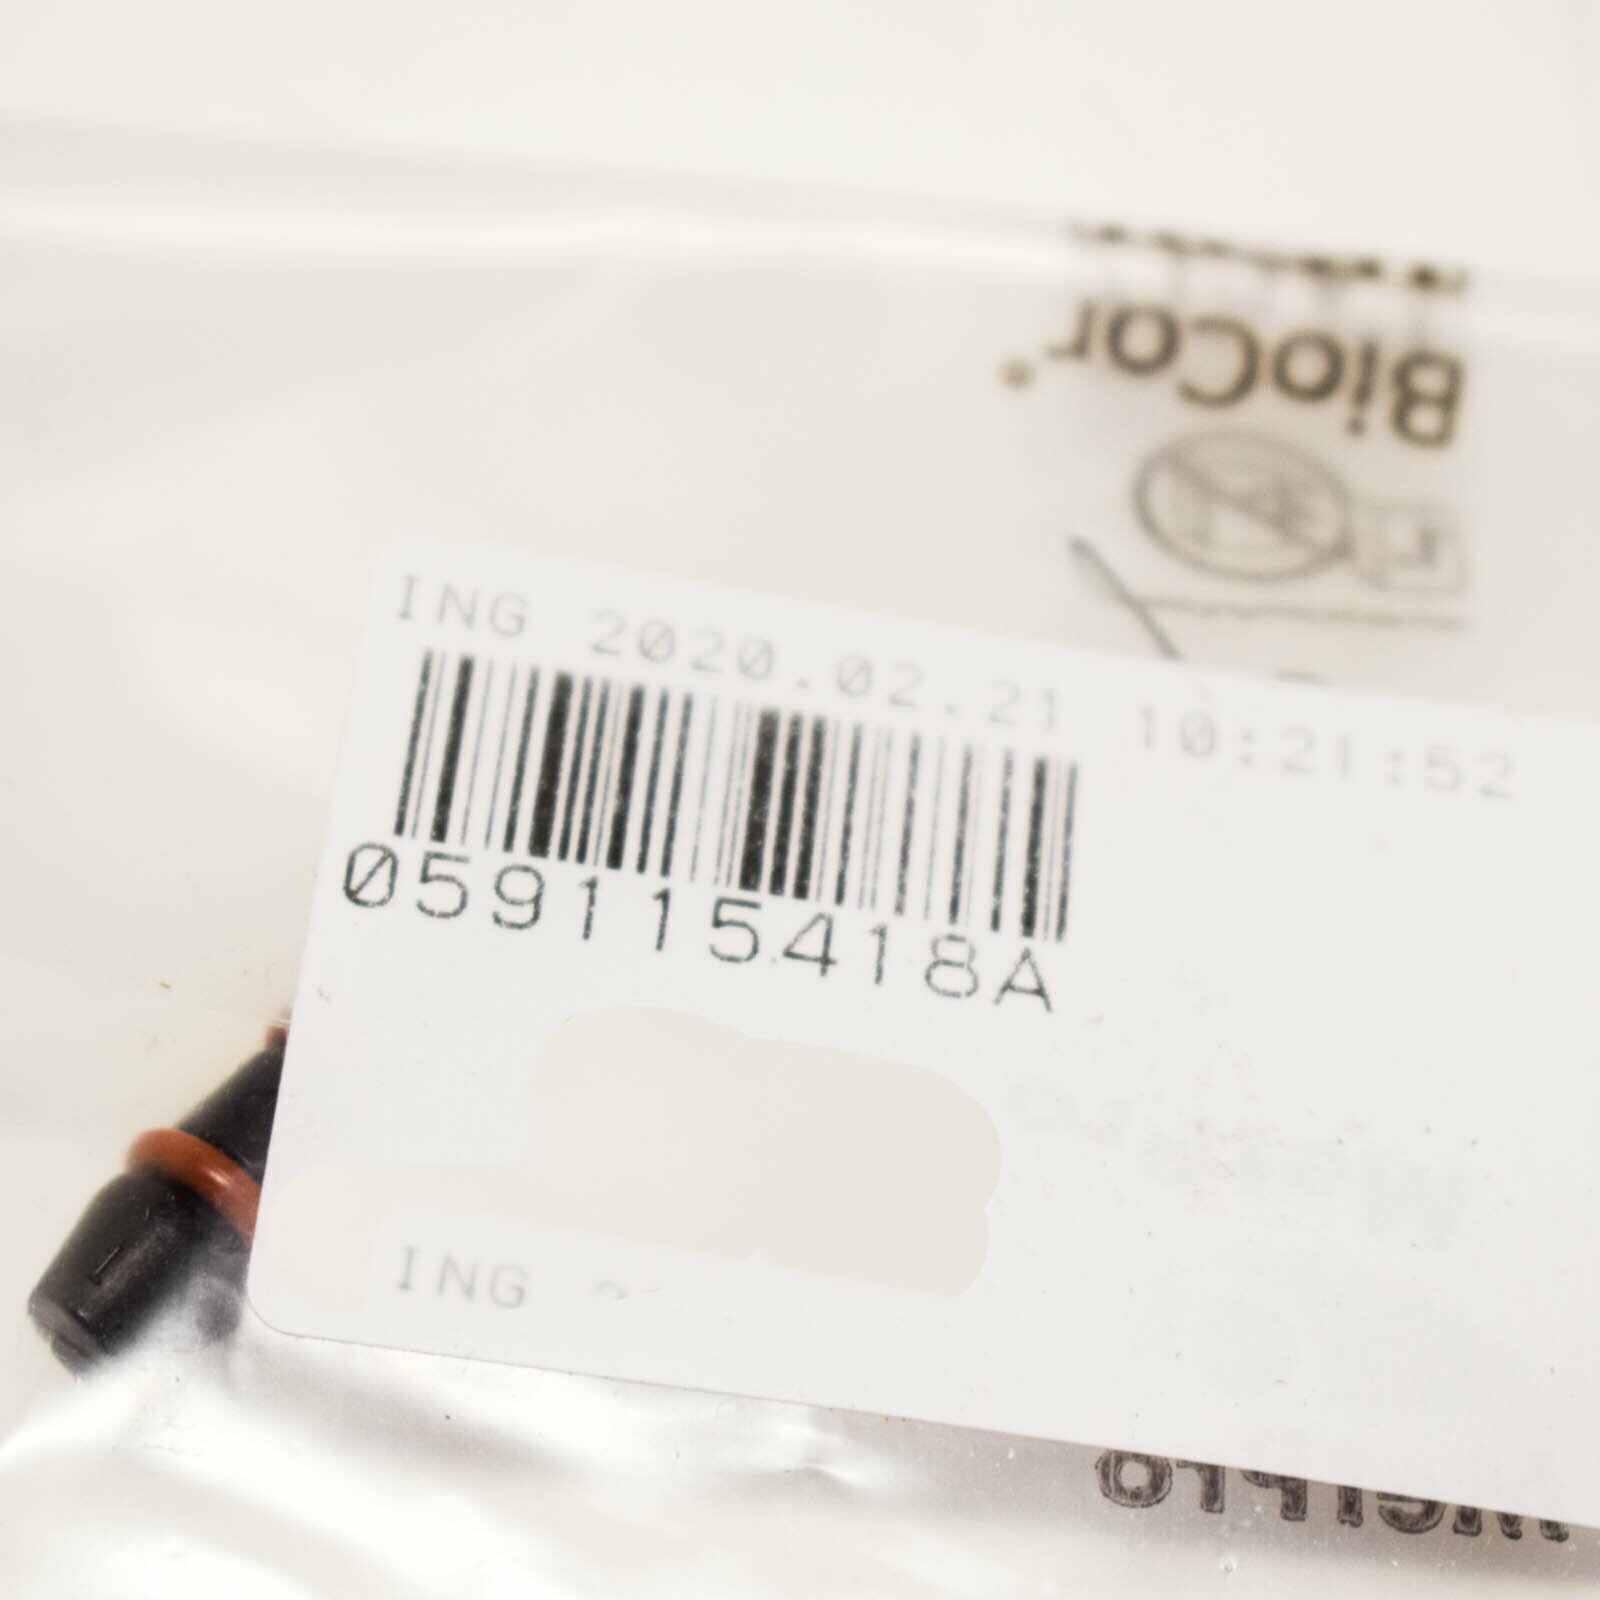 BioCor®
ING 2020.02.21 10:21:52
059115418A
ING